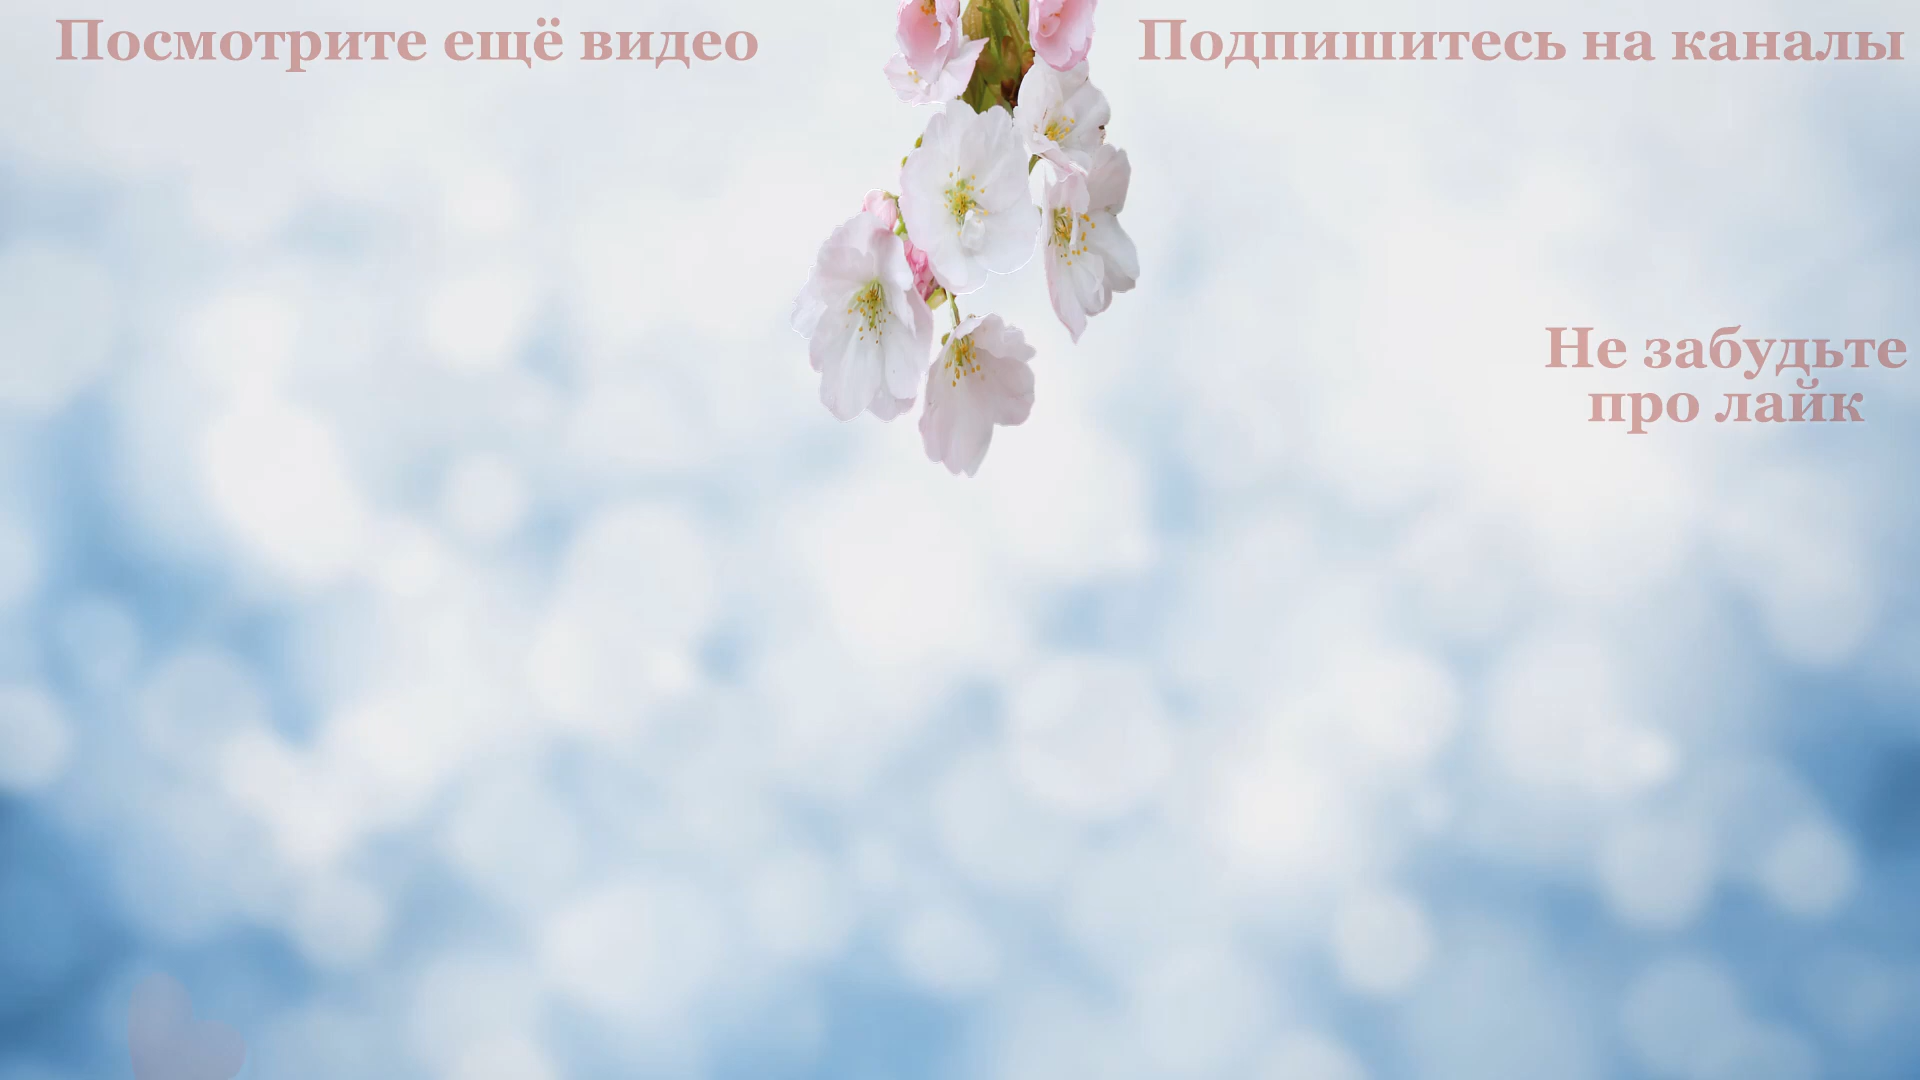 Посмотрите ещё видео
Подпишитесь на каналы
Не забудьте
про лайк